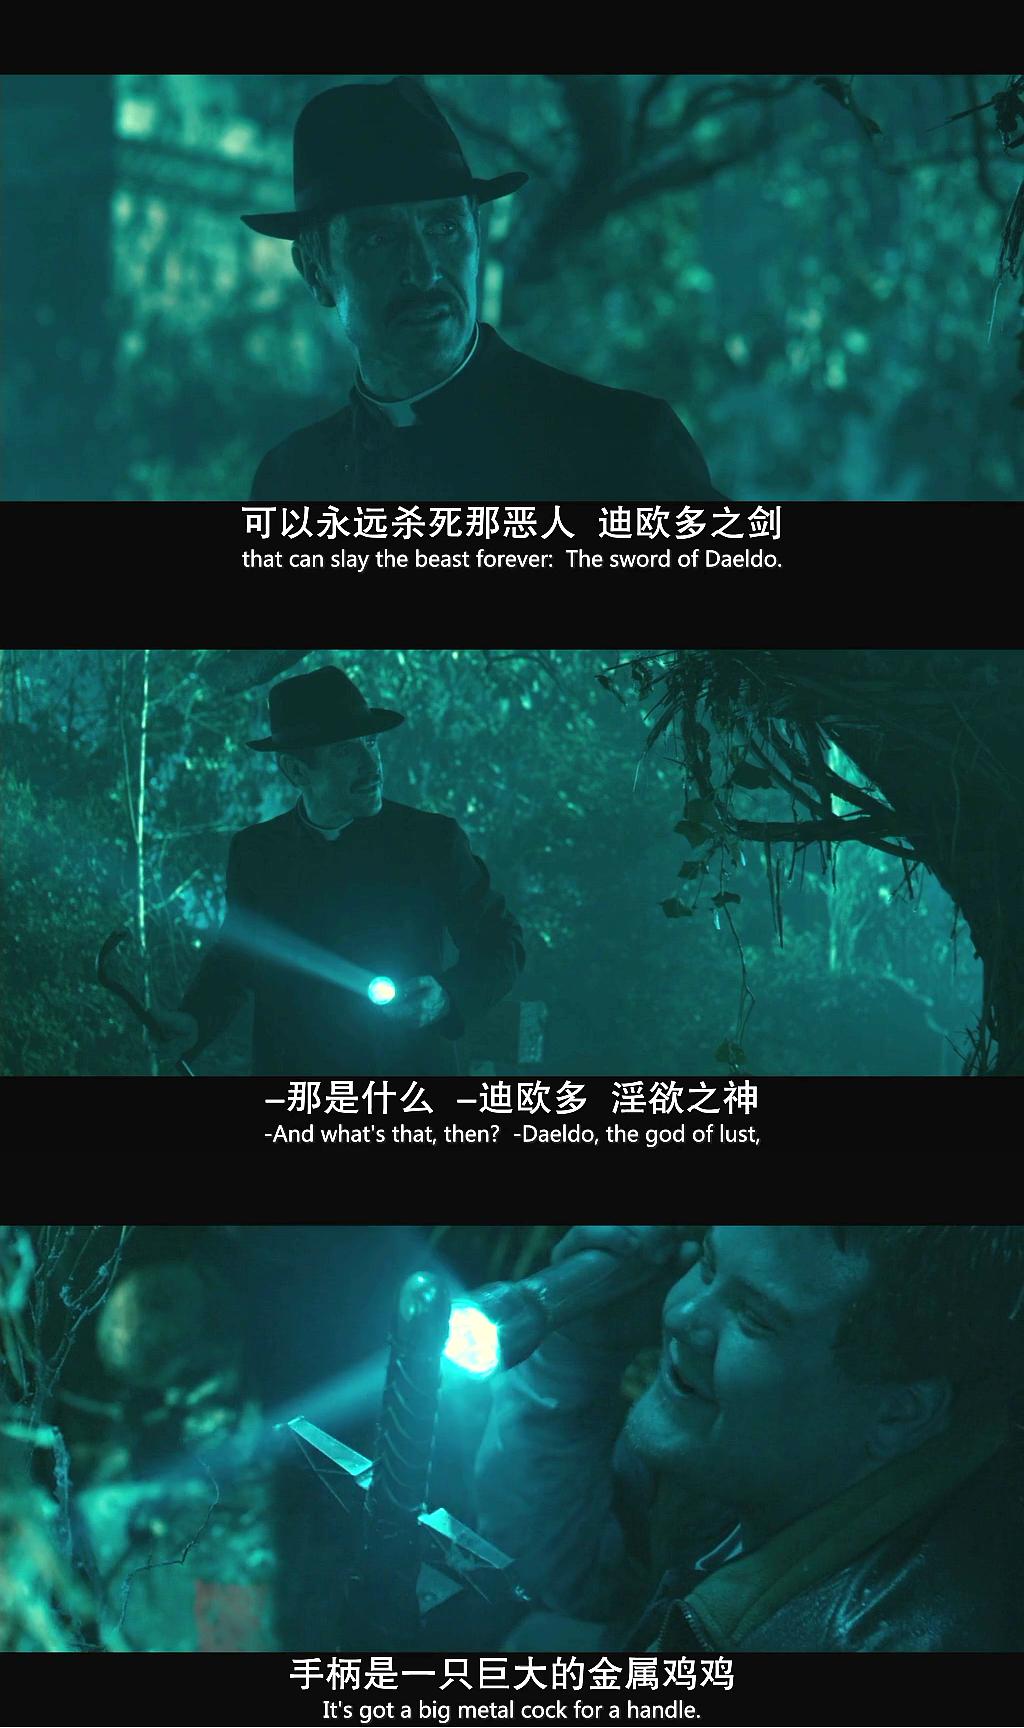 可以永远杀死那恶人 迪欧多之剑
that can slay the beast forever: The sword of Daeldo.
–那是什么 –迪欧多 淫欲之神
-And what's that, then? -Daeldo, the god of lust,
手柄是一只巨大的金属鸡鸡
It's got a big metal cock for a handle.